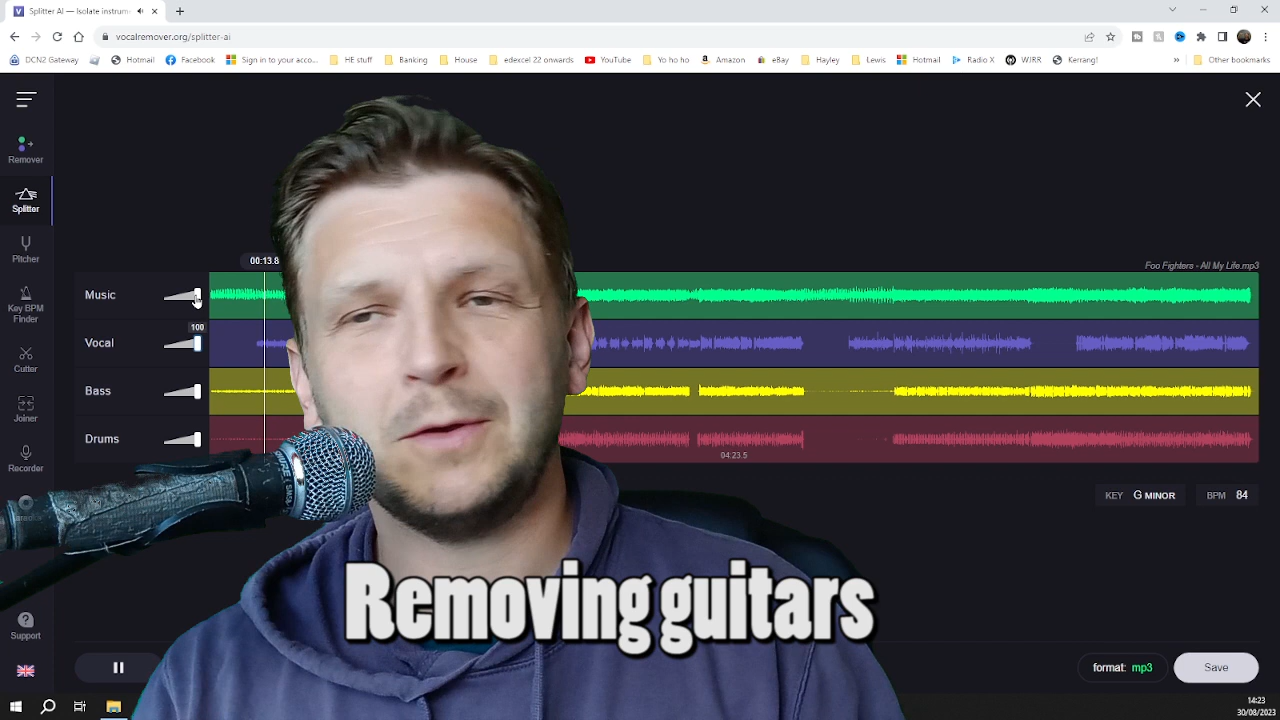 Splitter AI — Isolate instrum
vocalremover.org/splitter-ai
DCN2 Gateway
Hotmail
Facebook
Sign in to your acco...
HE stuff
Banking
House
edexcel 22 onwards
YouTube
Yo ho ho
Amazon
eBay
Hayley
Lewis
Hotmail
Radio X
WJRR
Kerrang!
»
Other bookmarks
Remover
Splitter
Pitcher
Key BPM
Finder
Cutter
Joiner
Recorder
Support
00:13.8
Foo Fighters - All My Life.mp3
Music
100
Vocal
Bass
Drums
04:23.5
KEY G MINOR
BPM 84
Removing guitars
format: mp3
Save
14:23
30/08/2023